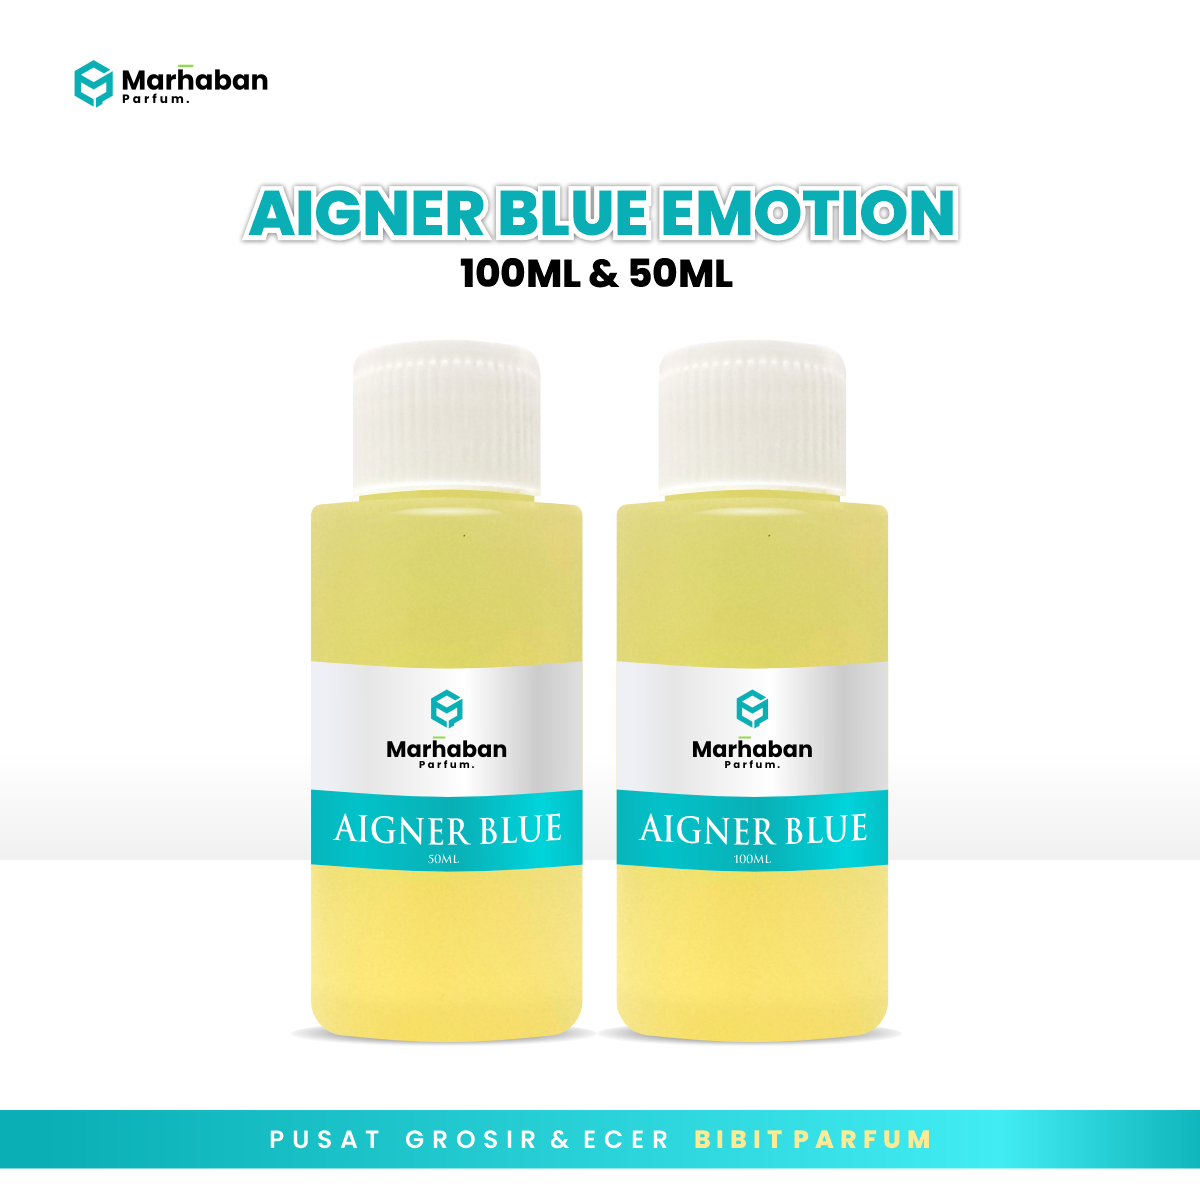 Marhaban
Parfum.
AIGNER BLUE EMOTION
100ML & 50ML
Marhaban
Parfum.
AIGNER BLUE
50ML
Marhaban
Parfum.
AIGNER BLUE
100ML
PUSAT GROSIR & ECER BIBIT PARFUM